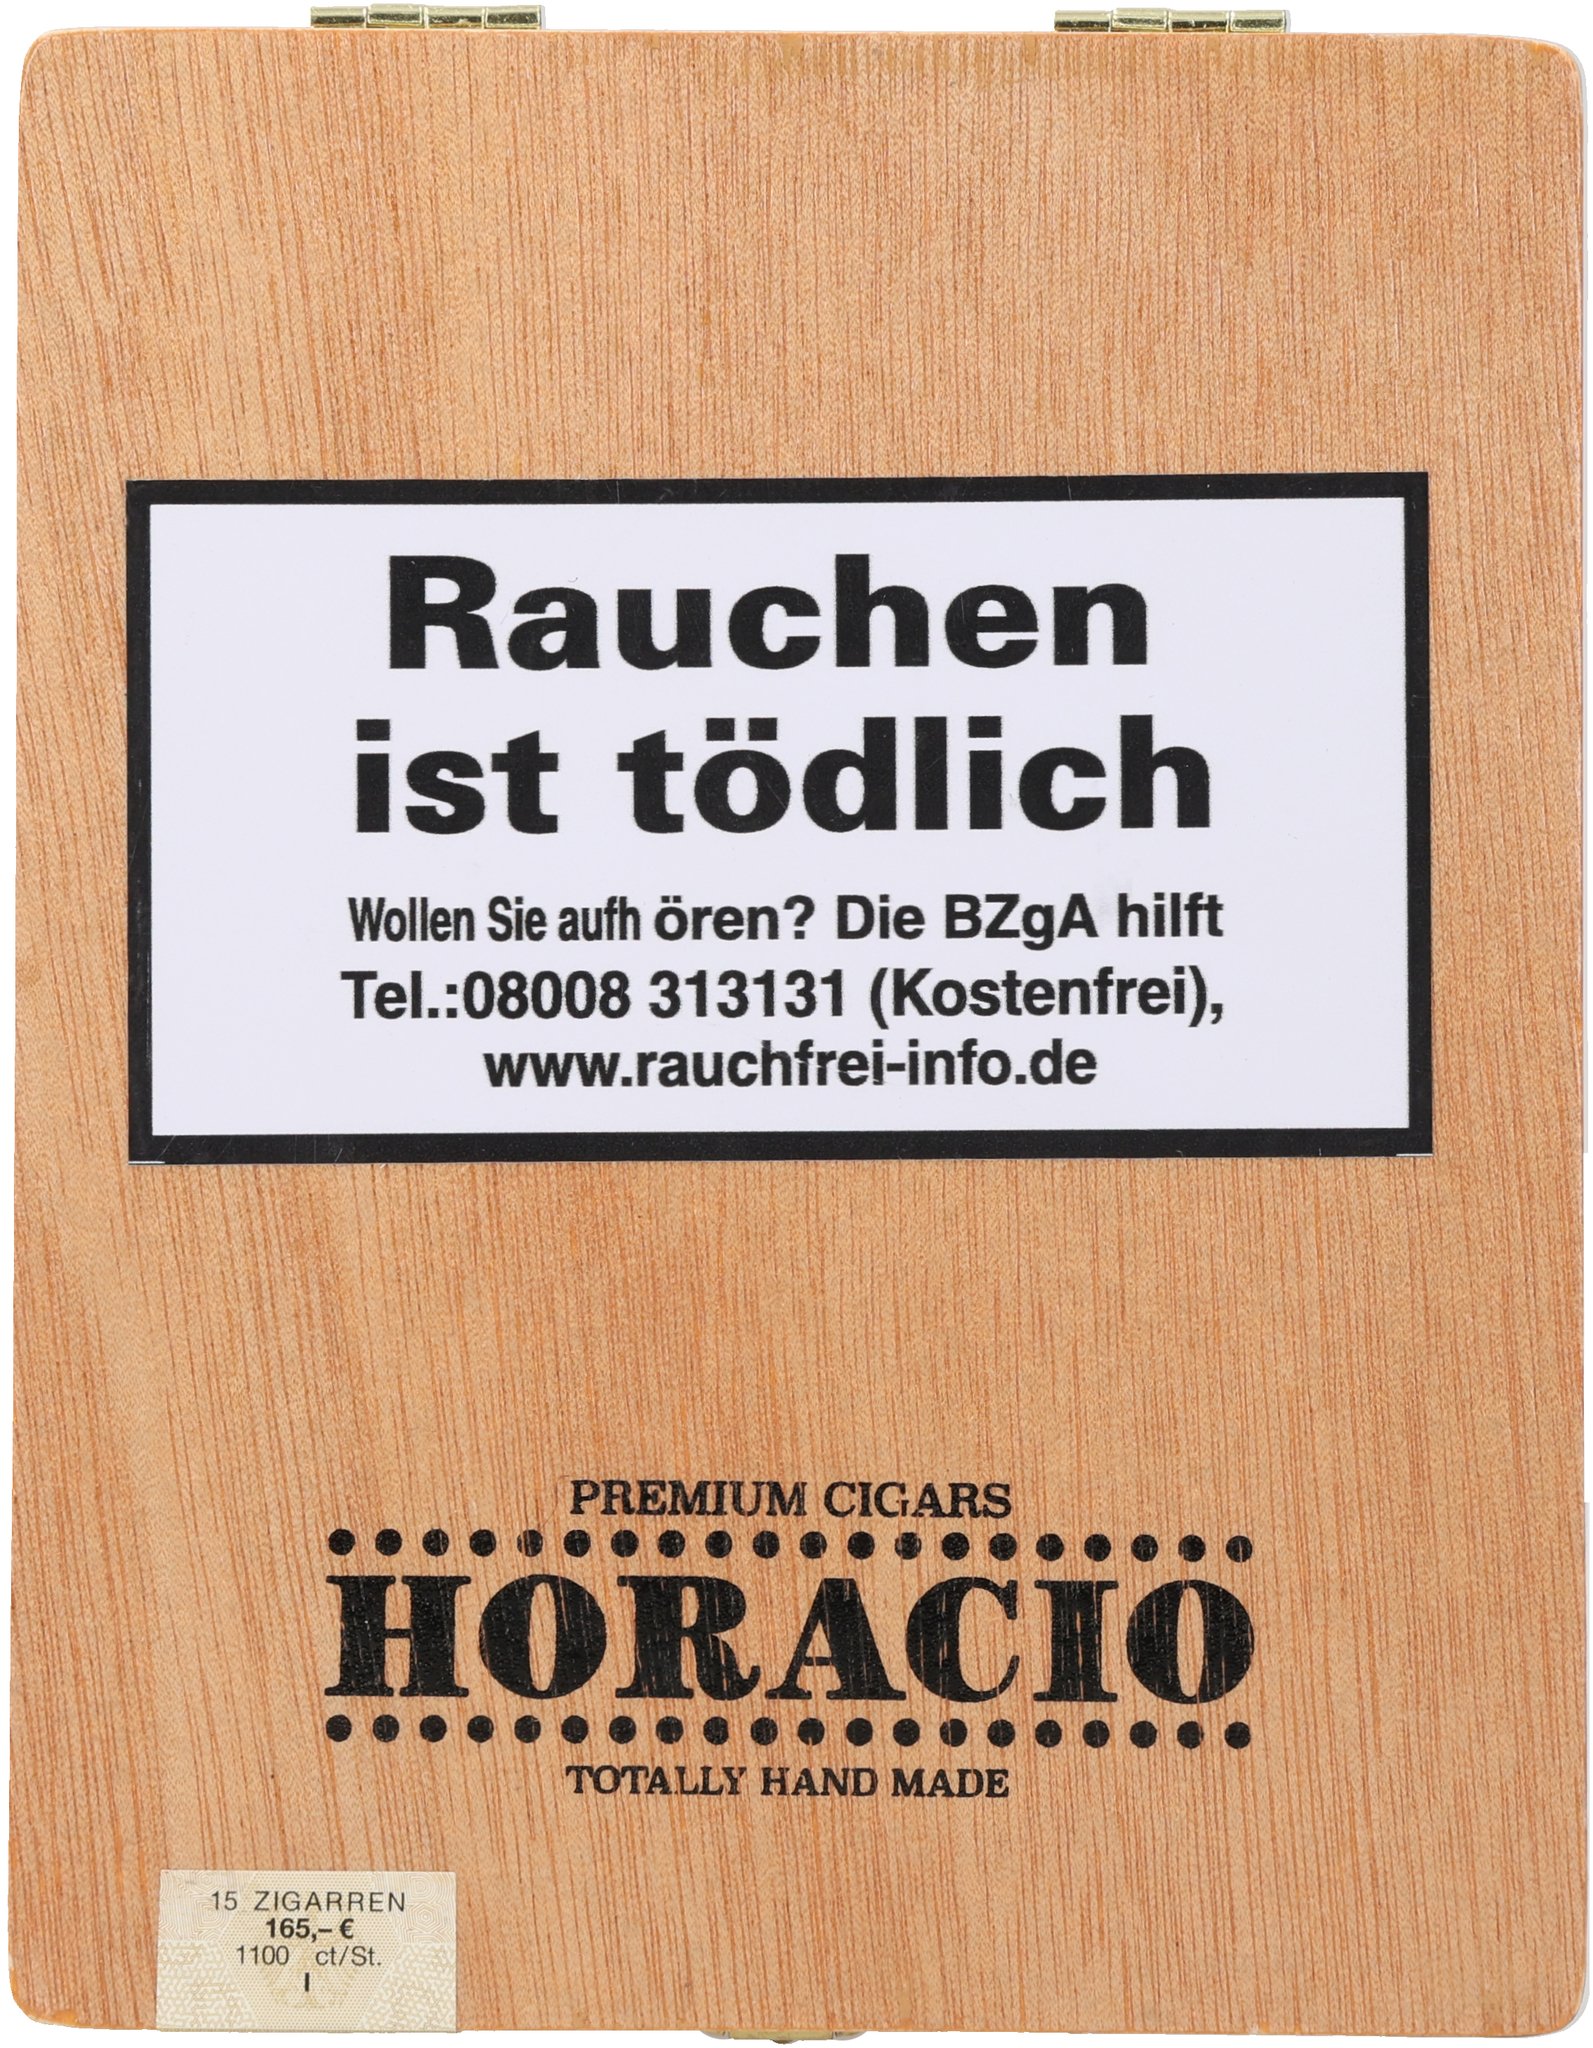 Rauchen
ist tödlich
Wollen Sie aufh ören? Die BZgA hilft
Tel.:08008 313131 (Kostenfrei),
www.rauchfrei-info.de
PREMIUM CIGARS
HORACIO
TOTALLY HAND MADE
15 ZIGARREN
165,– €
1100 ct/St.
I